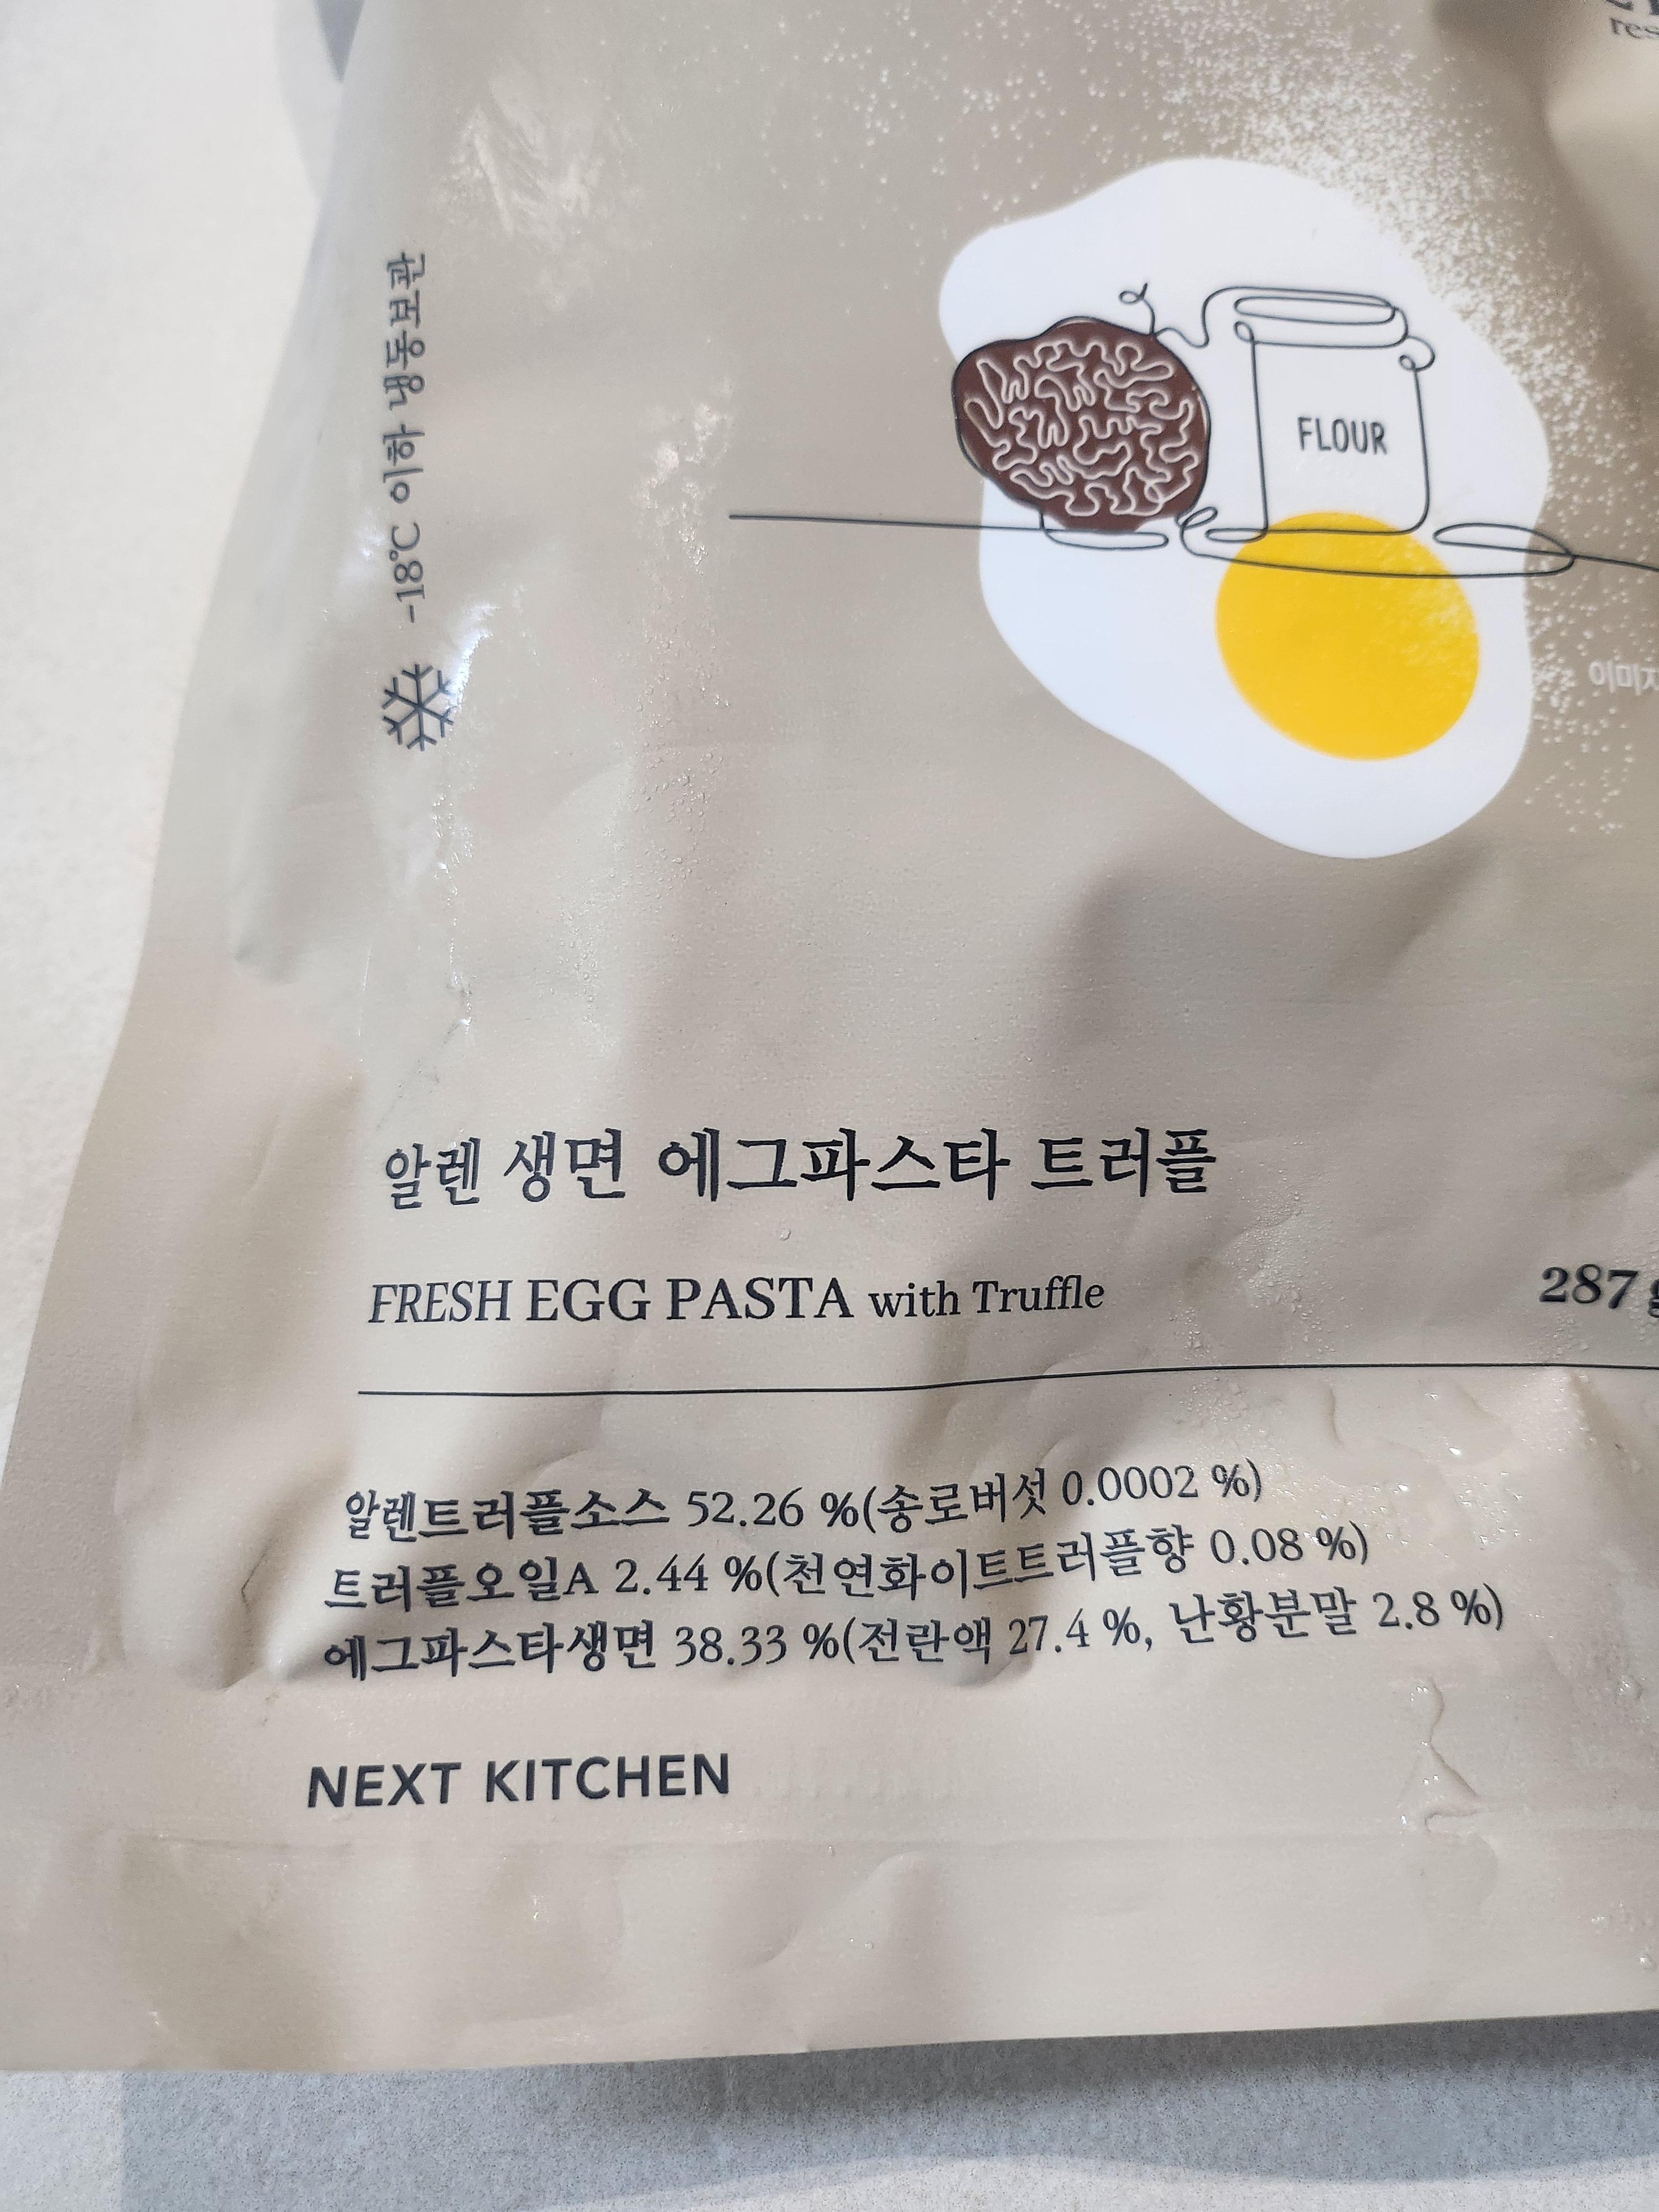 -18℃ 이하 냉동보관
FLOUR
알렌 생면 에그파스타 트러플
FRESH EGG PASTA with Truffle
287 g
알렌트러플소스 52.26 %(송로버섯 0.0002 %)
트러플오일A 2.44 %(천연화이트트러플향 0.08 %)
에그파스타생면 38.33 %(전란액 27.4 %, 난황분말 2.8 %)
NEXT KITCHEN